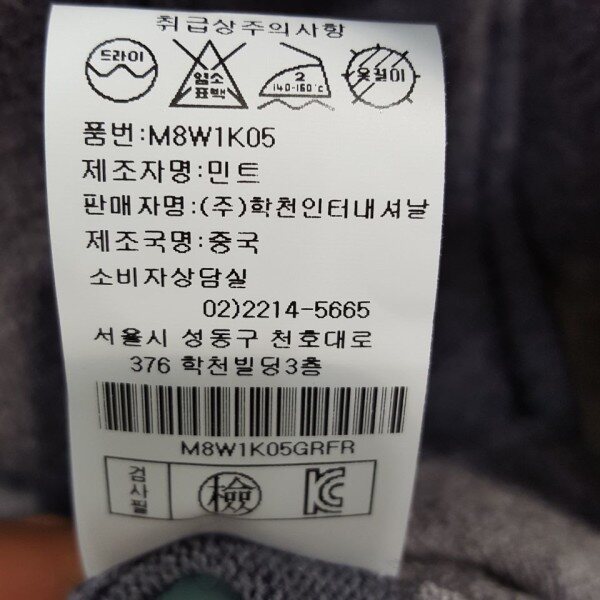 취급상주의사항
드라이 염소 표백 2 140-160℃ 옷걸이
품번:M8W1K05
제조자명:민트
판매자명:(주)학천인터내셔날
제조국명:중국
소비자상담실
02)2214-5665
서울시 성동구 천호대로
376 학천빌딩3층
M8W1K05GRFR
검사필 檢 KC